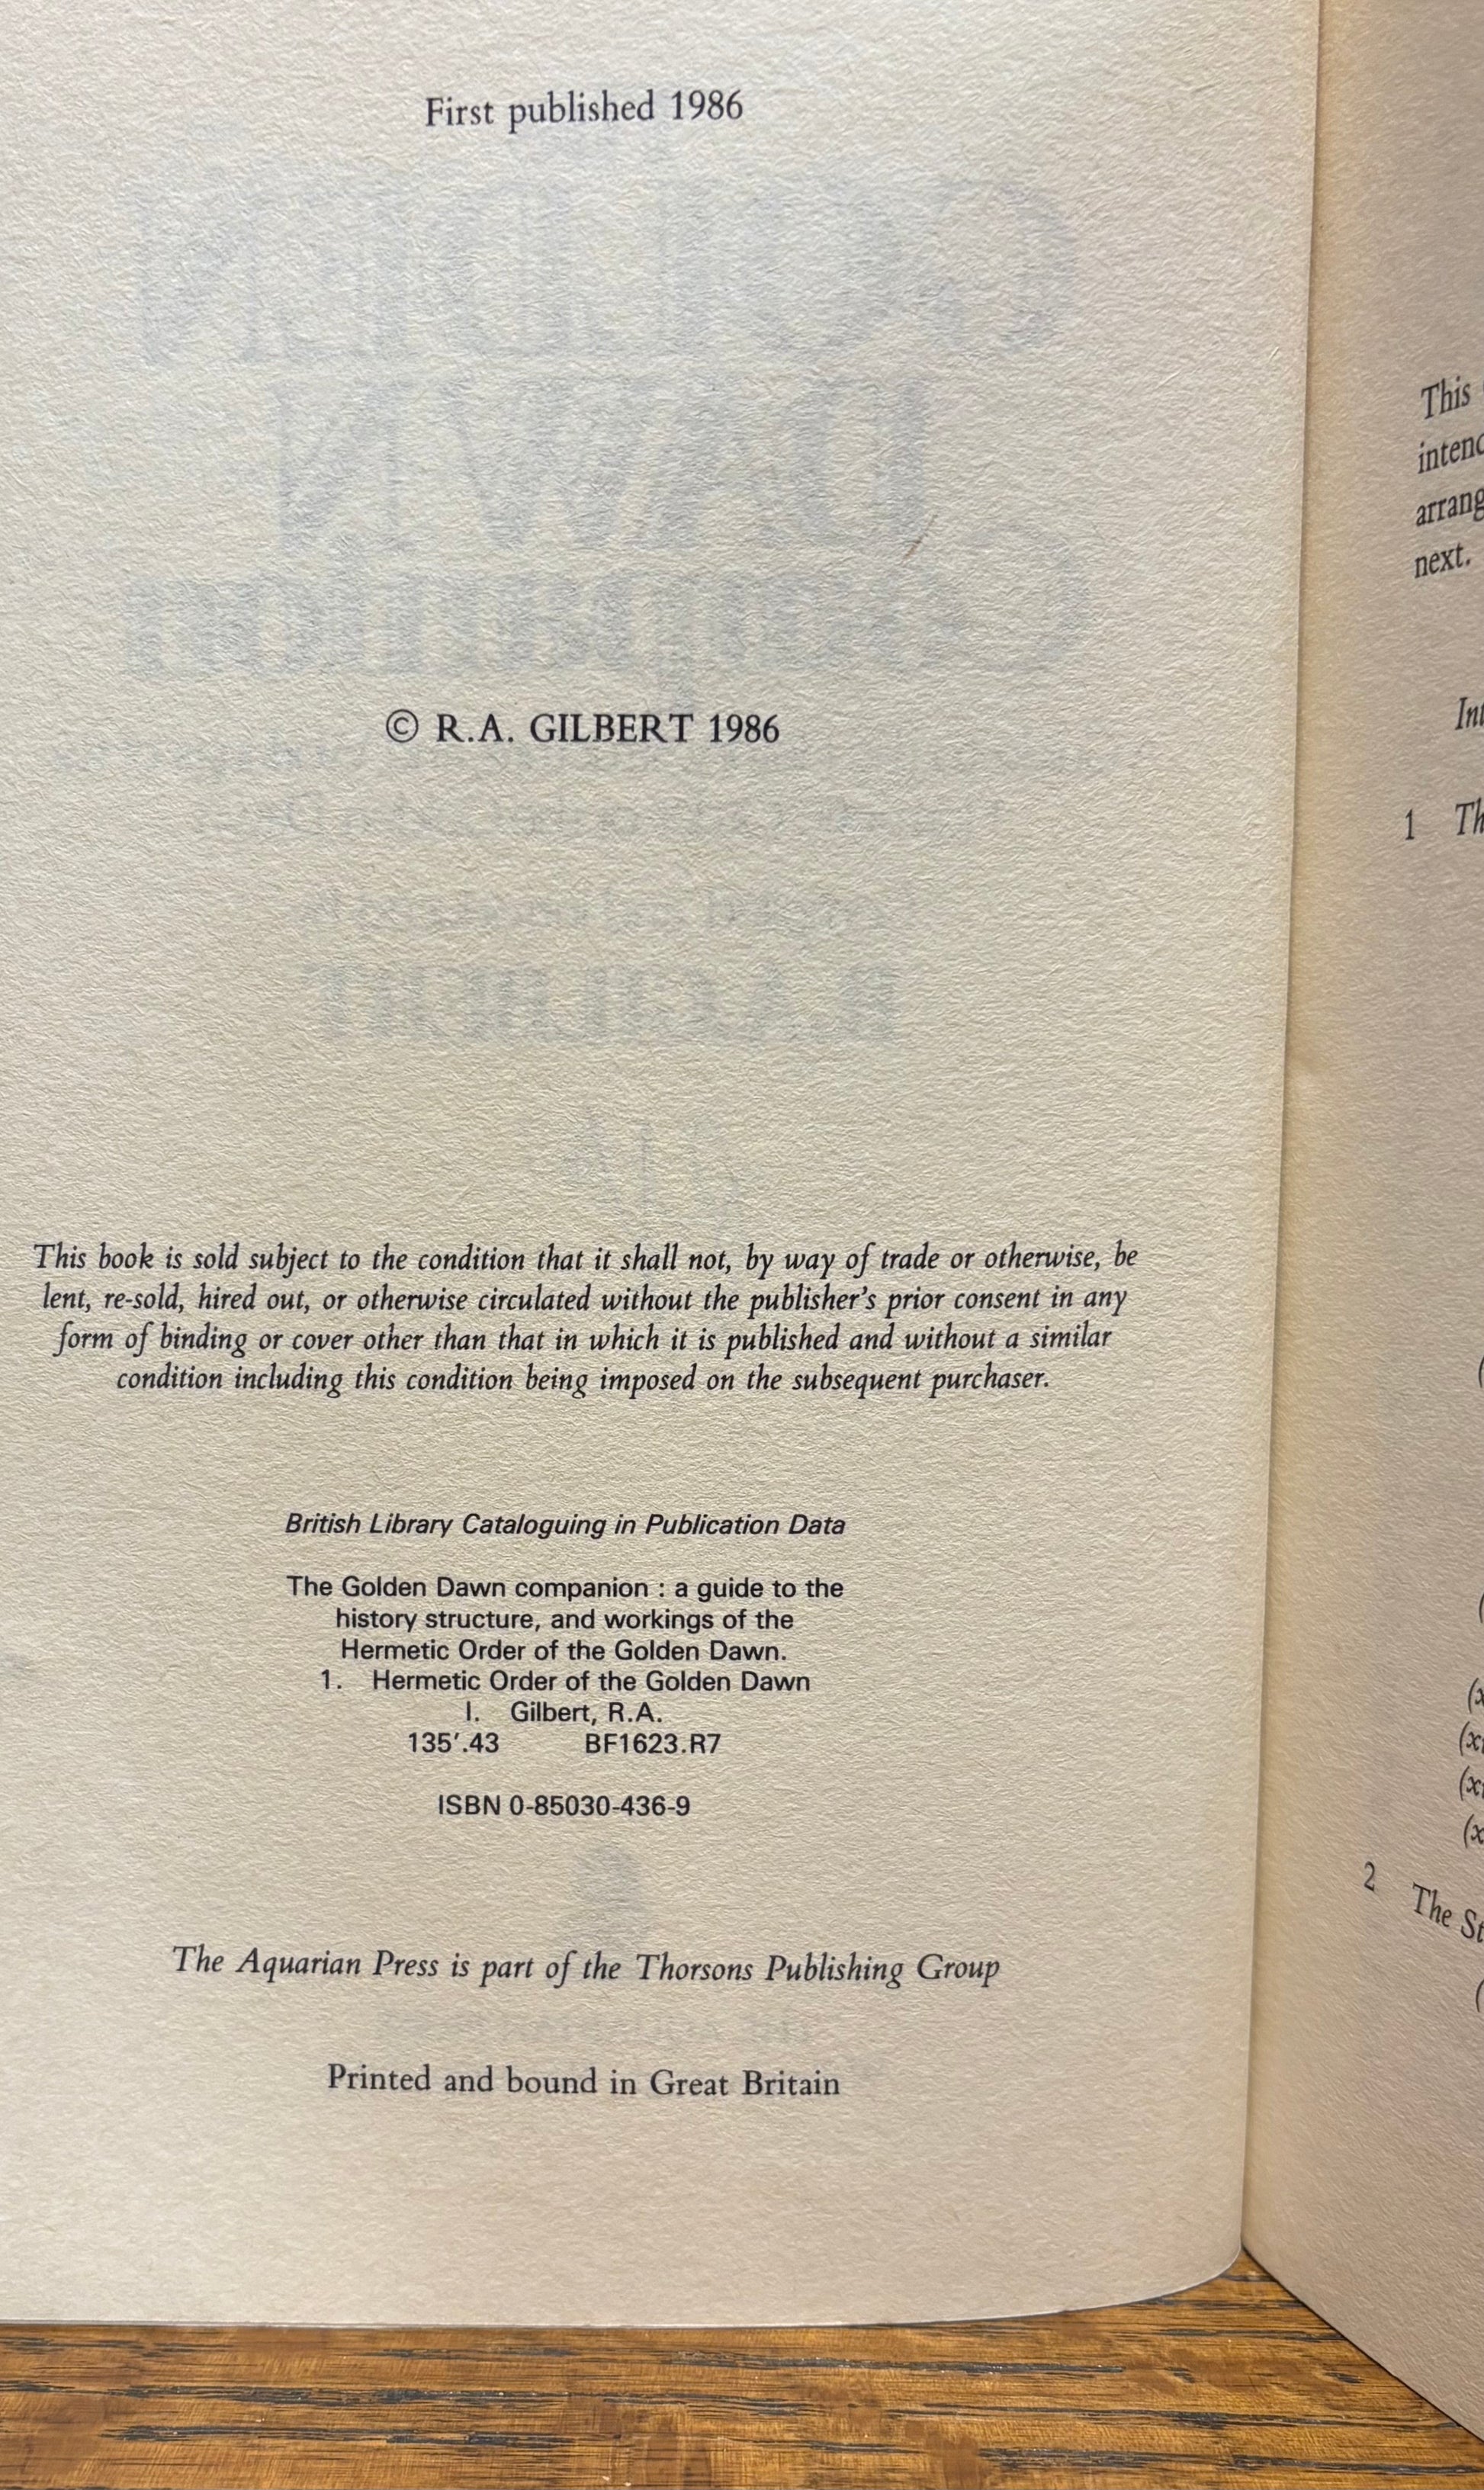 First published 1986
© R.A. GILBERT 1986
This book is sold subject to the condition that it shall not, by way of trade or otherwise, be
lent, re-sold, hired out, or otherwise circulated without the publisher's prior consent in any
form of binding or cover other than that in which it is published and without a similar
condition including this condition being imposed on the subsequent purchaser.
British Library Cataloguing in Publication Data
The Golden Dawn companion : a guide to the
history structure, and workings of the
Hermetic Order of the Golden Dawn.
1. Hermetic Order of the Golden Dawn
I. Gilbert, R.A.
135'.43 BF1623.R7
ISBN 0-85030-436-9
The Aquarian Press is part of the Thorsons Publishing Group
Printed and bound in Great Britain
This
next.
1
2 The